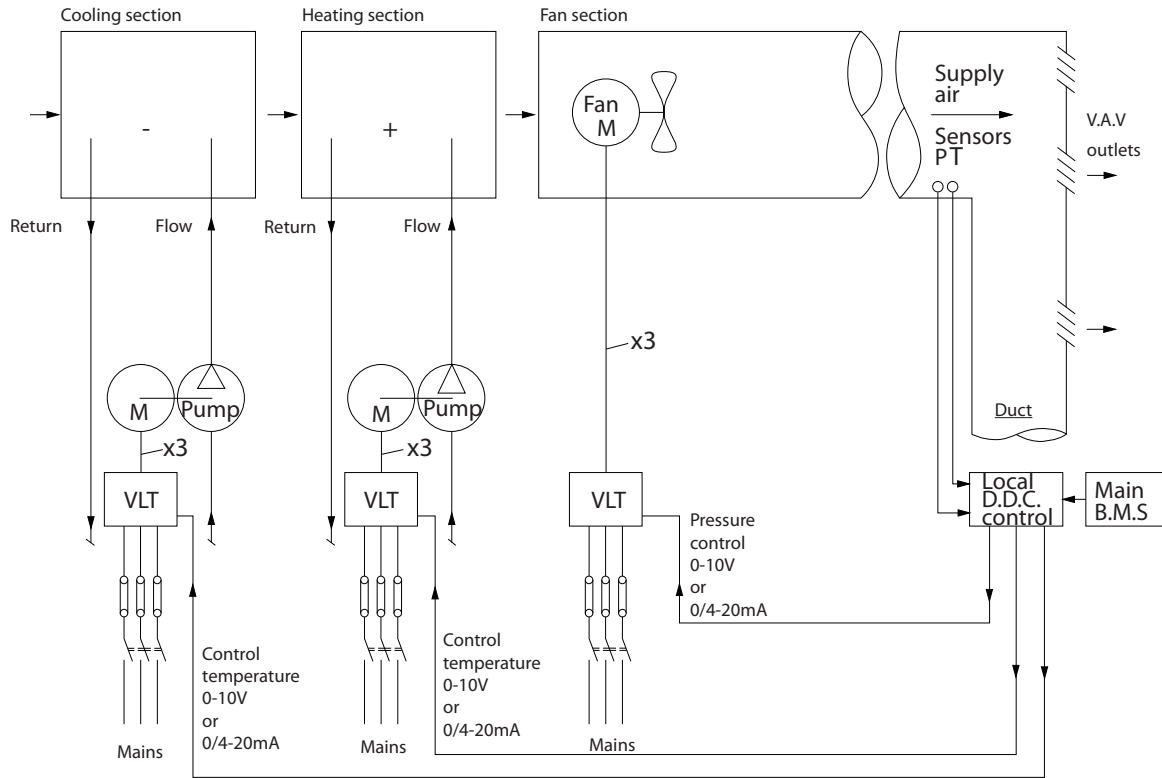 Cooling section
Heating section
Fan section
-
+
Fan
M
Supply
air
Sensors
PT
V.A.V
outlets
Return
Flow
Return
Flow
x3
M
Pump
M
Pump
Duct
x3
x3
VLT
VLT
VLT
Local
D.D.C.
control
Main
B.M.S
Pressure
control
0-10V
or
0/4-20mA
Control
temperature
0-10V
or
0/4-20mA
Control
temperature
0-10V
or
0/4-20mA
Mains
Mains
Mains